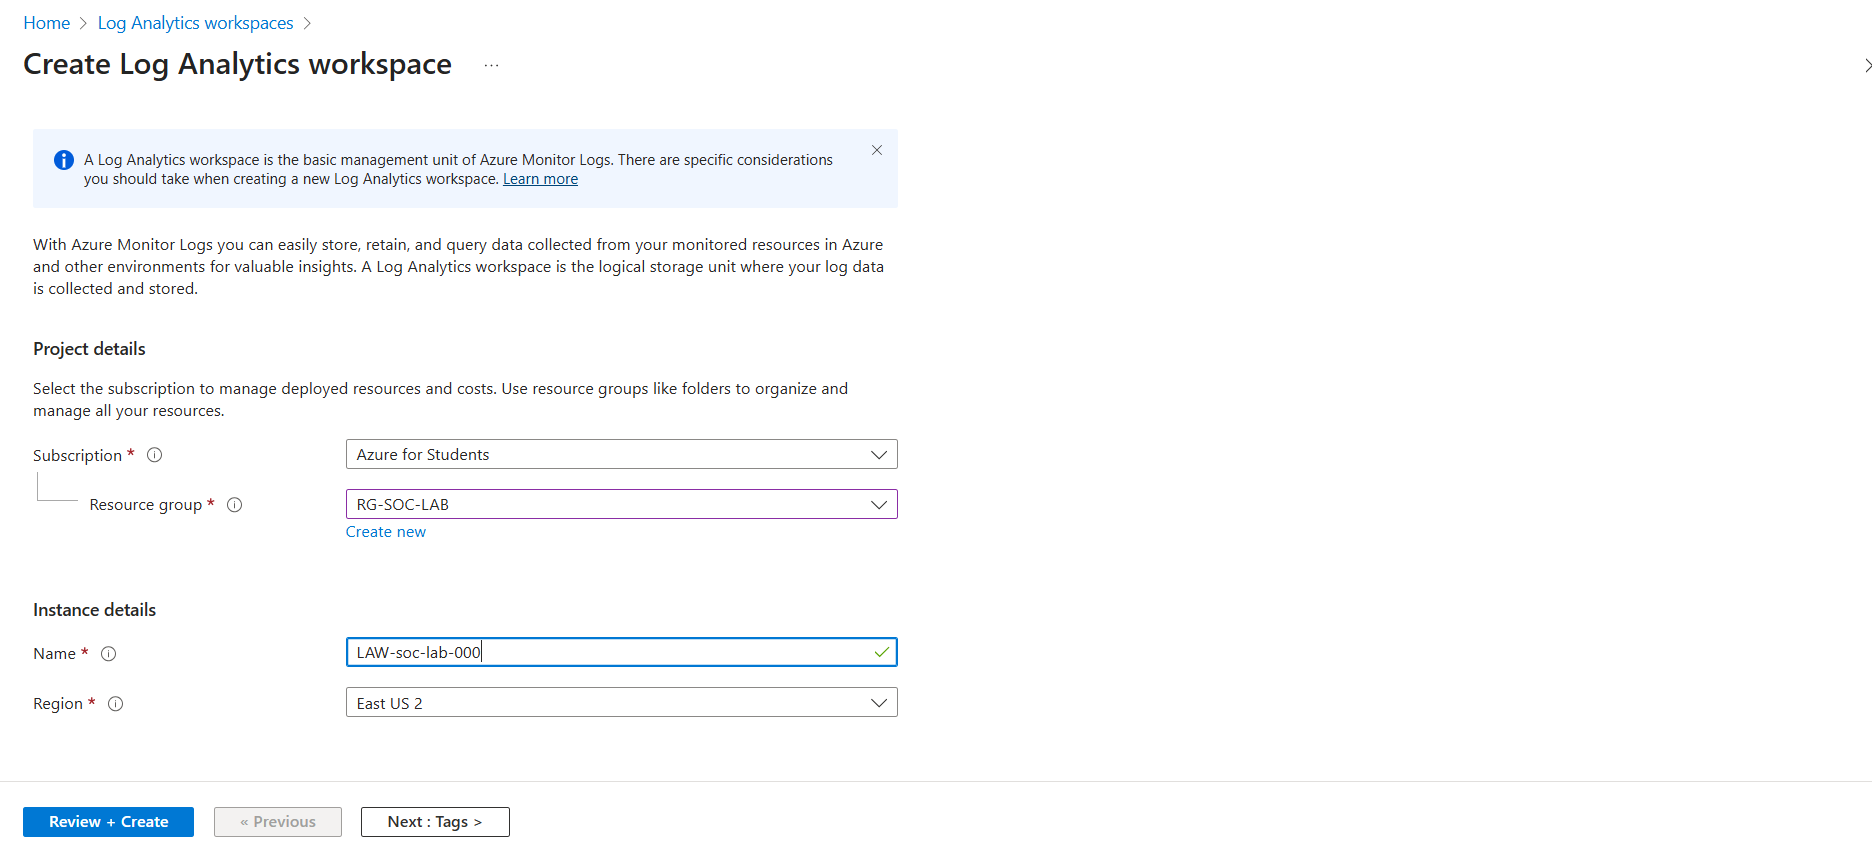 Home > Log Analytics workspaces >
Create Log Analytics workspace ...
A Log Analytics workspace is the basic management unit of Azure Monitor Logs. There are specific considerations
you should take when creating a new Log Analytics workspace. Learn more
With Azure Monitor Logs you can easily store, retain, and query data collected from your monitored resources in Azure
and other environments for valuable insights. A Log Analytics workspace is the logical storage unit where your log data
is collected and stored.
Project details
Select the subscription to manage deployed resources and costs. Use resource groups like folders to organize and
manage all your resources.
Subscription * Azure for Students
Resource group * RG-SOC-LAB
Create new
Instance details
Name * LAW-soc-lab-000
Region * East US 2
Review + Create « Previous Next : Tags >